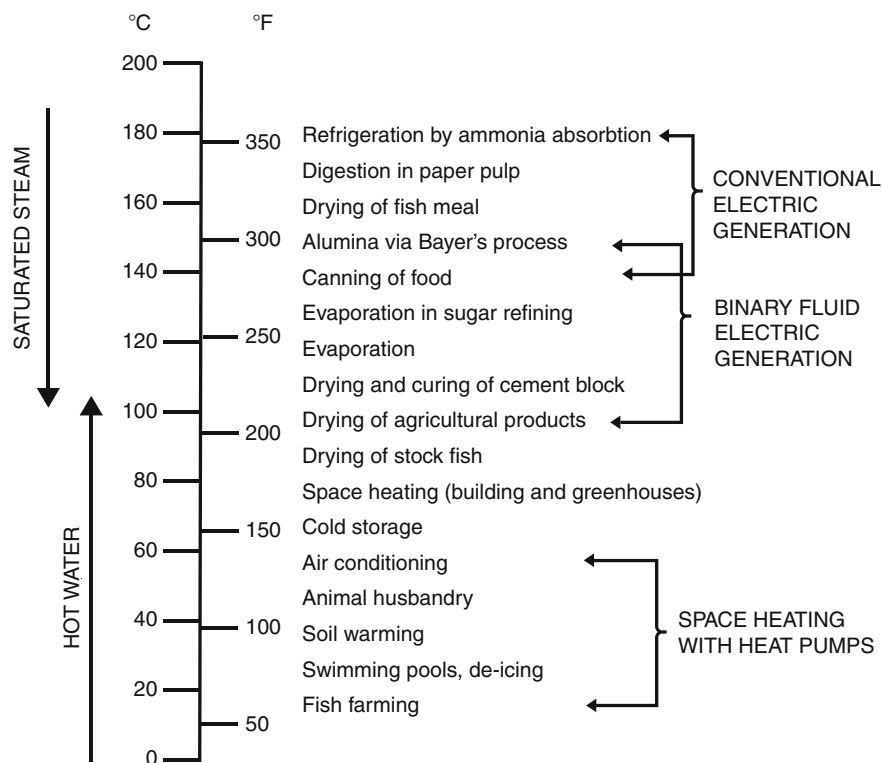 °C
°F
200
180
160
140
120
100
80
60
40
20
0
350
300
250
200
150
100
50
SATURATED STEAM
HOT WATER
Refrigeration by ammonia absorbtion
Digestion in paper pulp
Drying of fish meal
Alumina via Bayer's process
Canning of food
Evaporation in sugar refining
Evaporation
Drying and curing of cement block
Drying of agricultural products
Drying of stock fish
Space heating (building and greenhouses)
Cold storage
Air conditioning
Animal husbandry
Soil warming
Swimming pools, de-icing
Fish farming
CONVENTIONAL
ELECTRIC
GENERATION
BINARY FLUID
ELECTRIC
GENERATION
SPACE HEATING
WITH HEAT PUMPS